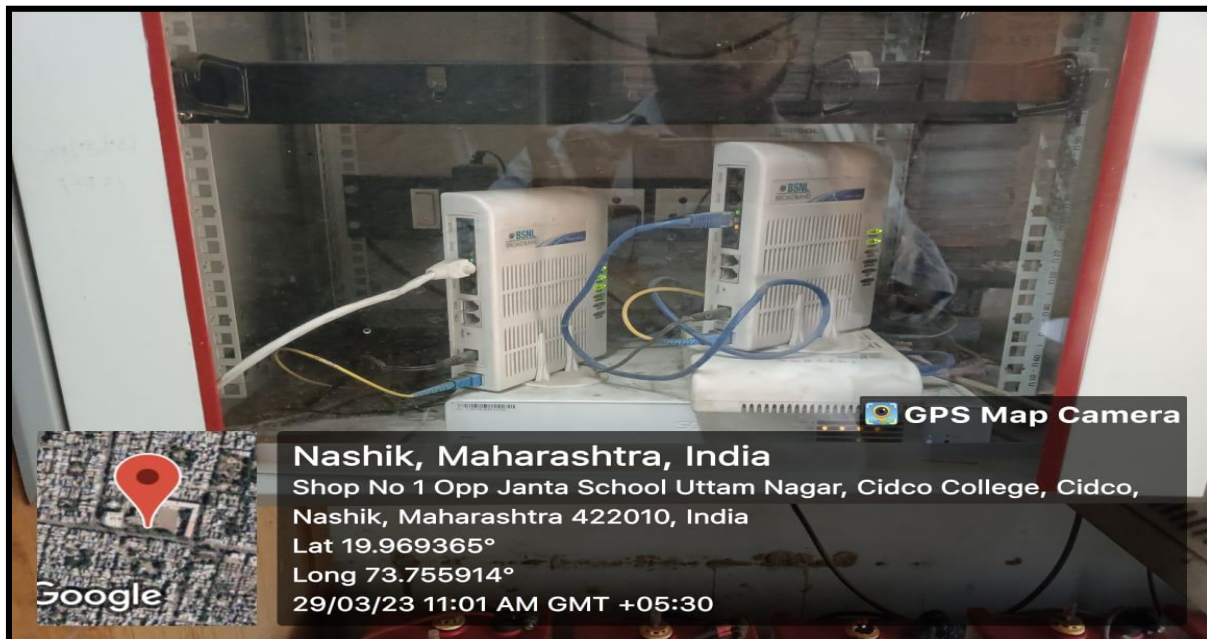 BSNL
BROADBAND
BSNL
BROADBAND
GPS Map Camera
Nashik, Maharashtra, India
Shop No 1 Opp Janta School Uttam Nagar, Cidco College, Cidco,
Nashik, Maharashtra 422010, India
Lat 19.969365°
Long 73.755914°
29/03/23 11:01 AM GMT +05:30
Google